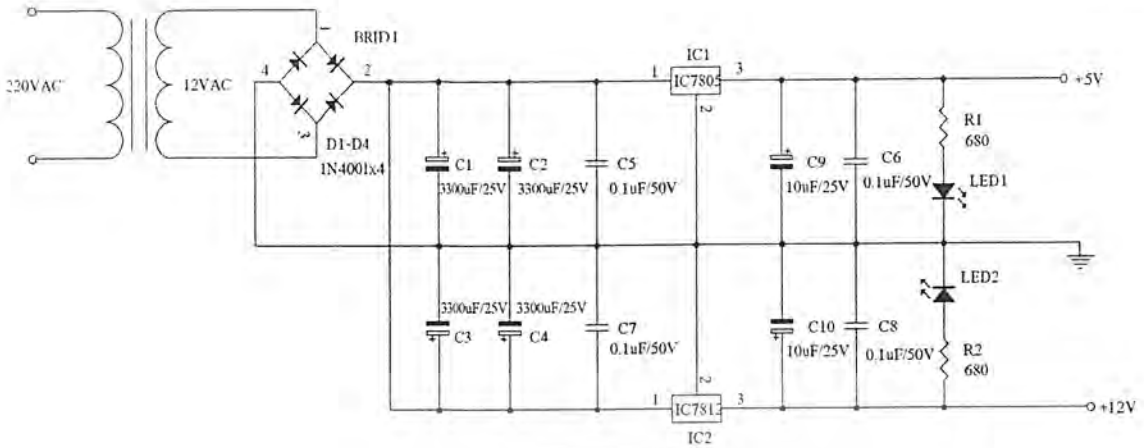 220VAC
12VAC
1
BRID1
4
2
3
D1-D4
1N4001x4
C1
3300uF/25V
C2
3300uF/25V
C5
0.1uF/50V
IC1
1
IC7805
3
2
C9
10uF/25V
C6
0.1uF/50V
R1
680
LED1
+5V
3300uF/25V
C3
3300uF/25V
C4
C7
0.1uF/50V
2
1
IC7812
3
IC2
C10
10uF/25V
C8
0.1uF/50V
LED2
R2
680
+12V